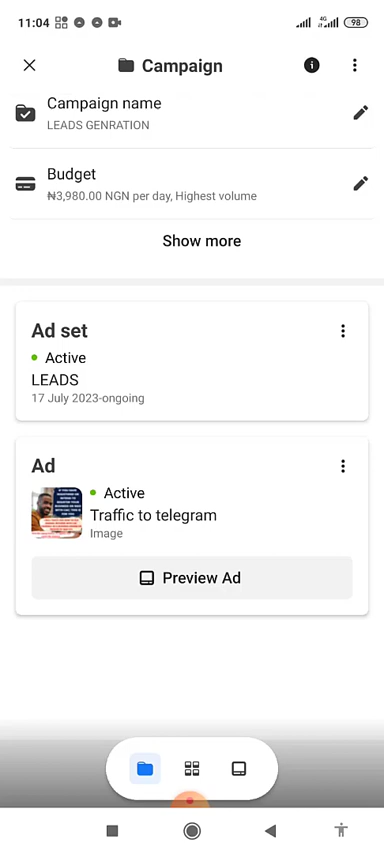 11:04
4G
98
Campaign
Campaign name
LEADS GENRATION
Budget
₦3,980.00 NGN per day, Highest volume
Show more
Ad set
Active
LEADS
17 July 2023-ongoing
Ad
Active
Traffic to telegram
Image
Preview Ad